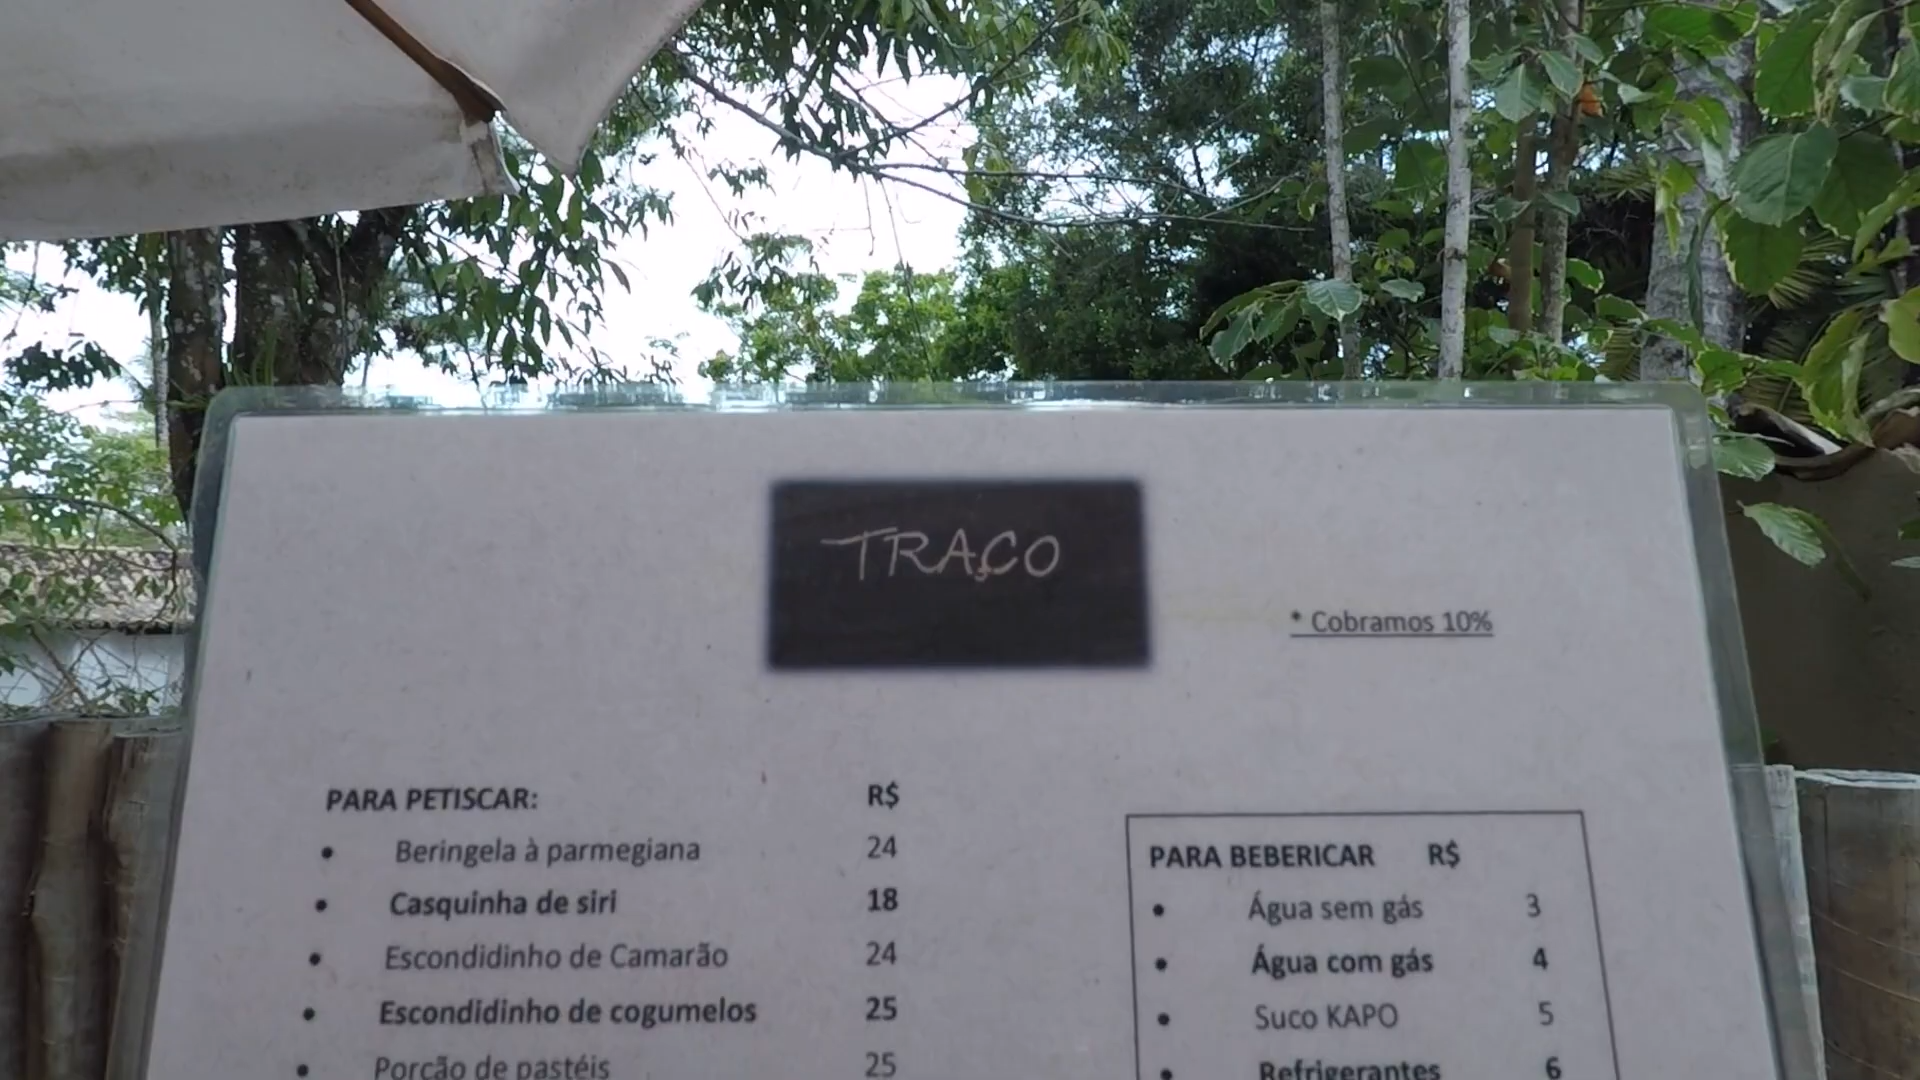 TRAÇO
* Cobramos 10%
PARA PETISCAR: R$
• Beringela à parmegiana 24
• Casquinha de siri 18
• Escondidinho de Camarão 24
• Escondidinho de cogumelos 25
• Porção de pastéis 25
PARA BEBERICAR R$
• Água sem gás 3
• Água com gás 4
• Suco KAPO 5
• Refrigerantes 6